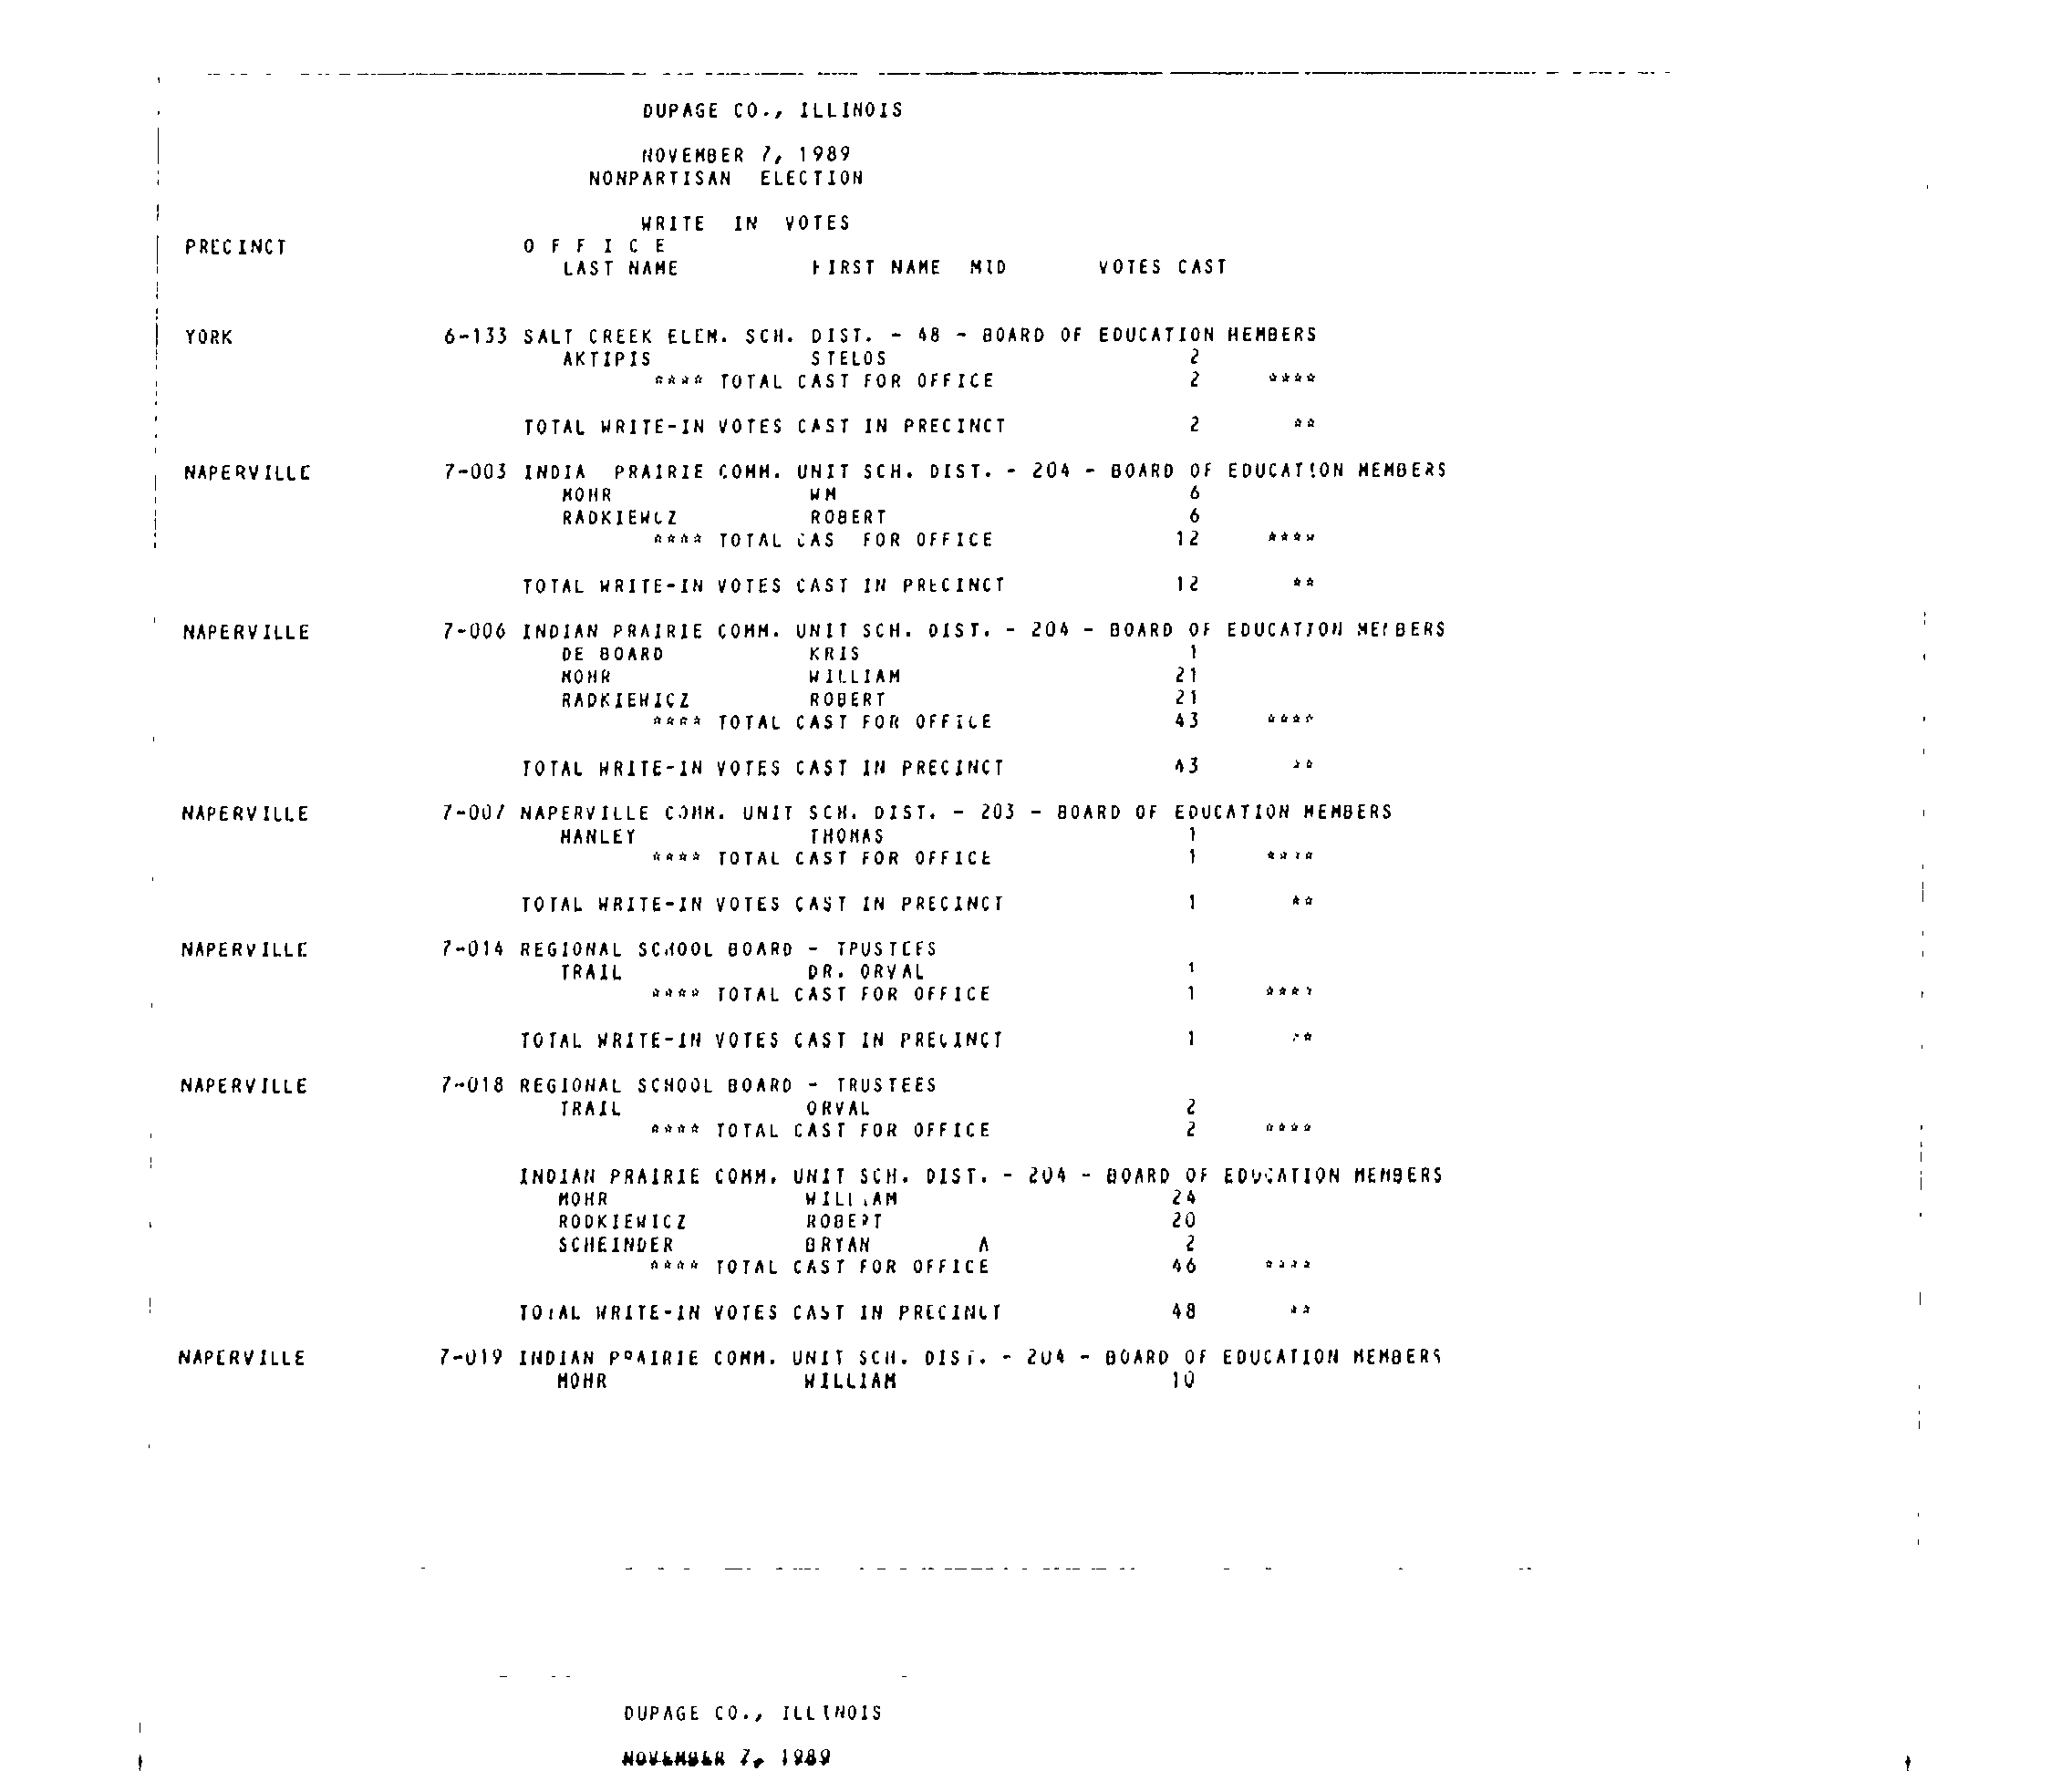 DUPAGE CO., ILLINOIS
NOVEMBER 7, 1989
NONPARTISAN ELECTION
WRITE IN VOTES
PRECINCT O F F I C E
LAST NAME FIRST NAME MID VOTES CAST
YORK 6-133 SALT CREEK ELEM. SCH. DIST. - 48 - BOARD OF EDUCATION MEMBERS
AKTIPIS STELOS 2
**** TOTAL CAST FOR OFFICE 2 ****
TOTAL WRITE-IN VOTES CAST IN PRECINCT 2 **
NAPERVILLE 7-003 INDIA PRAIRIE COMM. UNIT SCH. DIST. - 204 - BOARD OF EDUCATION MEMBERS
MOHR WM 6
RADKIEWCZ ROBERT 6
**** TOTAL CAS FOR OFFICE 12 ****
TOTAL WRITE-IN VOTES CAST IN PRECINCT 12 **
NAPERVILLE 7-006 INDIAN PRAIRIE COMM. UNIT SCH. DIST. - 204 - BOARD OF EDUCATION MEMBERS
DE BOARD KRIS 1
MOHR WILLIAM 21
RADKIEWICZ ROBERT 21
**** TOTAL CAST FOR OFFICE 43 ****
TOTAL WRITE-IN VOTES CAST IN PRECINCT 43 **
NAPERVILLE 7-007 NAPERVILLE COMM. UNIT SCH. DIST. - 203 - BOARD OF EDUCATION MEMBERS
HANLEY THOMAS 1
**** TOTAL CAST FOR OFFICE 1 ****
TOTAL WRITE-IN VOTES CAST IN PRECINCT 1 **
NAPERVILLE 7-014 REGIONAL SCHOOL BOARD - TRUSTEES
TRAIL DR. ORVAL 1
**** TOTAL CAST FOR OFFICE 1 ****
TOTAL WRITE-IN VOTES CAST IN PRECINCT 1 **
NAPERVILLE 7-018 REGIONAL SCHOOL BOARD - TRUSTEES
TRAIL ORVAL 2
**** TOTAL CAST FOR OFFICE 2 ****
INDIAN PRAIRIE COMM. UNIT SCH. DIST. - 204 - BOARD OF EDUCATION MEMBERS
MOHR WILLIAM 24
RODKIEWICZ ROBERT 20
SCHEINDER BRYAN A 2
**** TOTAL CAST FOR OFFICE 46 ****
TOTAL WRITE-IN VOTES CAST IN PRECINCT 48 **
NAPERVILLE 7-019 INDIAN PRAIRIE COMM. UNIT SCH. DIST. - 204 - BOARD OF EDUCATION MEMBERS
MOHR WILLIAM 10
DUPAGE CO., ILLINOIS
NOVEMBER 7, 1989